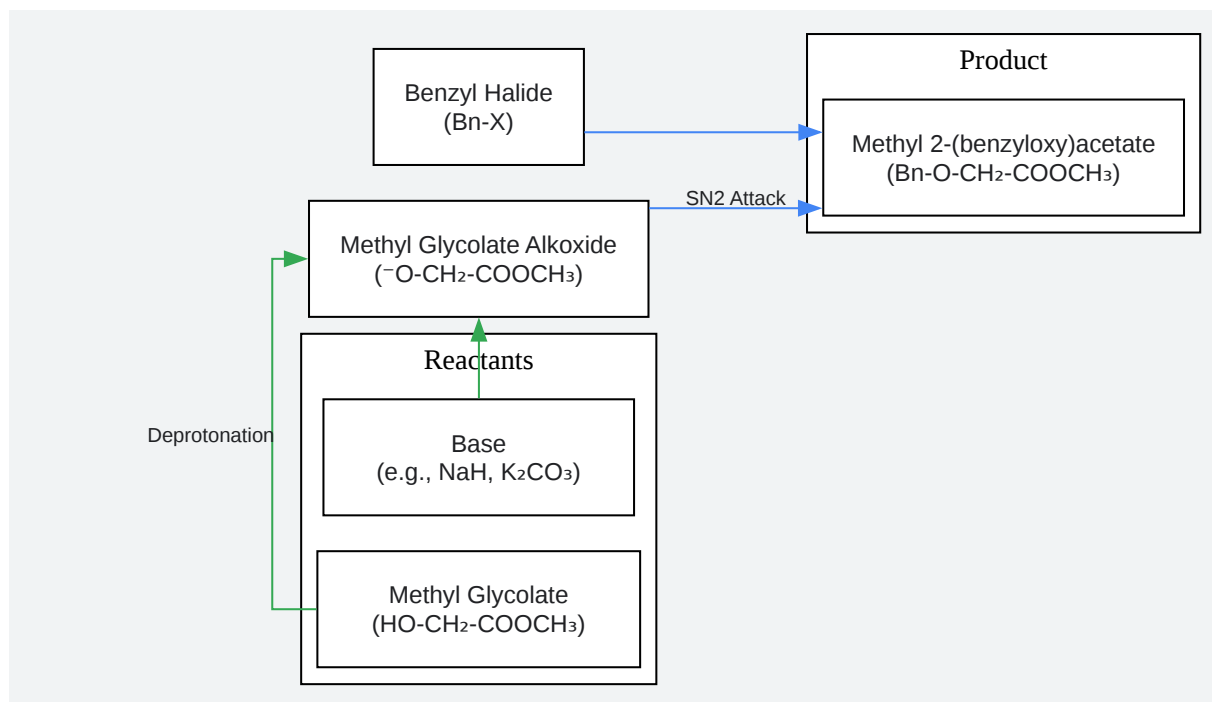 Benzyl Halide
(Bn-X)
Product
Methyl 2-(benzyloxy)acetate
(Bn-O-CH₂-COOCH₃)
SN2 Attack
Methyl Glycolate Alkoxide
(⁻O-CH₂-COOCH₃)
Reactants
Deprotonation
Base
(e.g., NaH, K₂CO₃)
Methyl Glycolate
(HO-CH₂-COOCH₃)